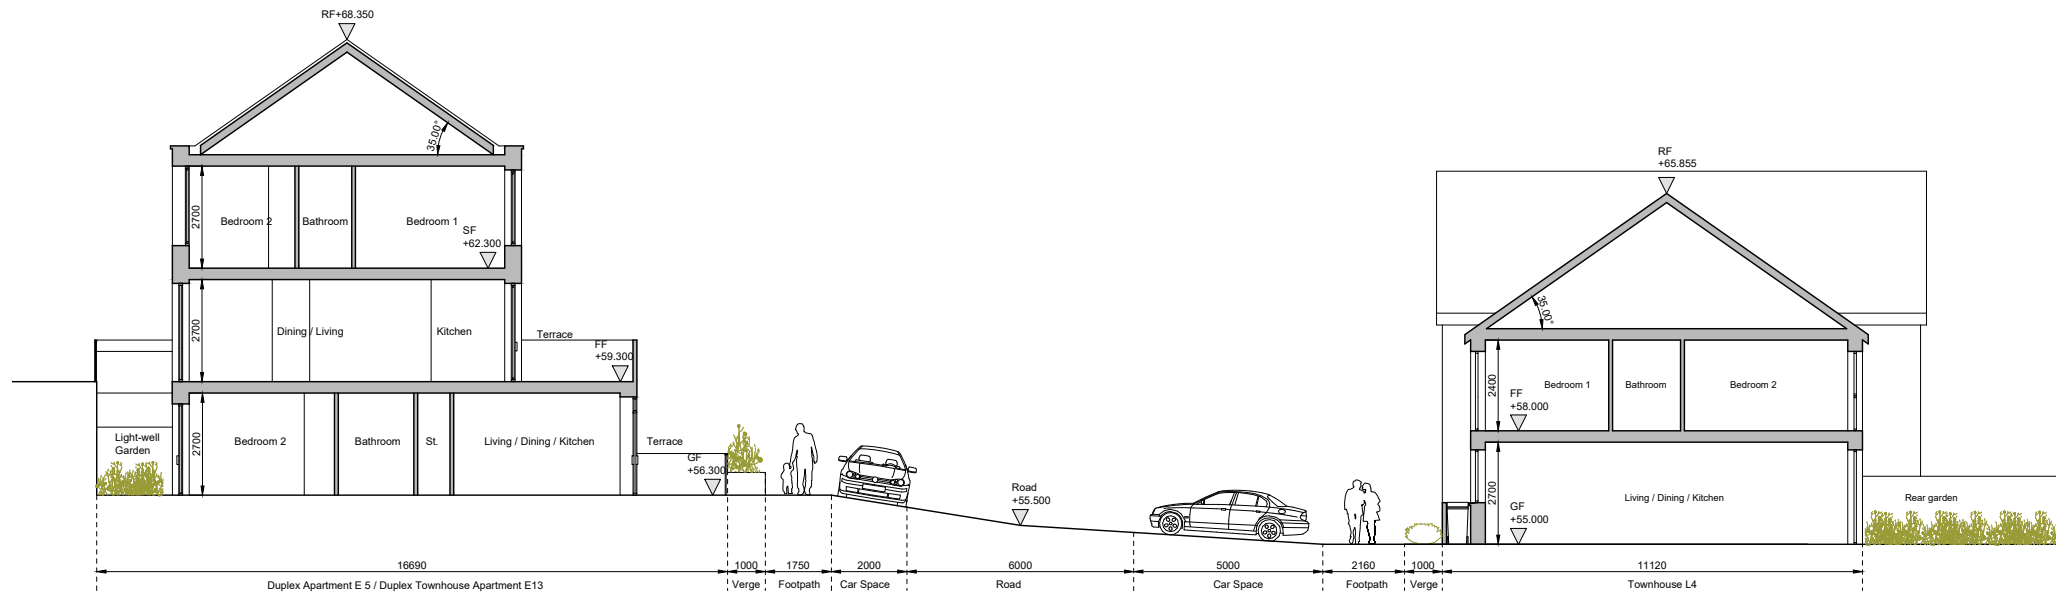 RF+68.350
35.00°
2700
Bedroom 2
Bathroom
Bedroom 1
SF
+62.300
2700
Dining / Living
Kitchen
Terrace
FF
+59.300
2700
Light-well
Garden
Bedroom 2
Bathroom
St.
Living / Dining / Kitchen
Terrace
GF
+56.300
Road
+55.500
RF
+65.855
35.00°
2400
Bedroom 1
Bathroom
Bedroom 2
FF
+58.000
2700
Living / Dining / Kitchen
GF
+55.000
Rear garden
16690
1000
1750
2000
6000
5000
2160
1000
11120
Duplex Apartment E 5 / Duplex Townhouse Apartment E13
Verge
Footpath
Car Space
Road
Car Space
Footpath
Verge
Townhouse L4